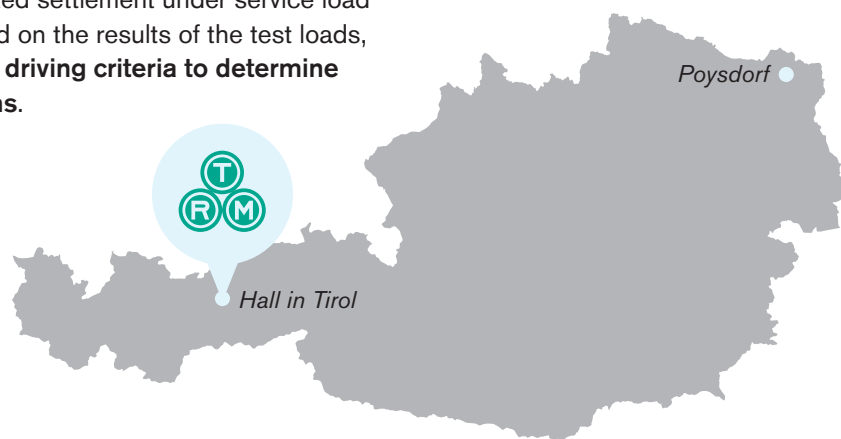 settlement under service load
on the results of the test loads,
driving criteria to determine
Poysdorf
T
R M
Hall in Tirol